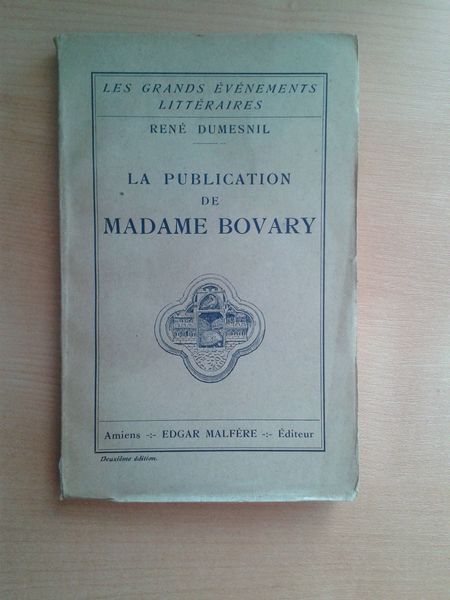 LES GRANDS ÉVÉNEMENTS
LITTÉRAIRES
RENÉ DUMESNIL
LA PUBLICATION
DE
MADAME BOVARY
Amiens -:- EDGAR MALFÈRE -:- Éditeur
Deuxième édition.